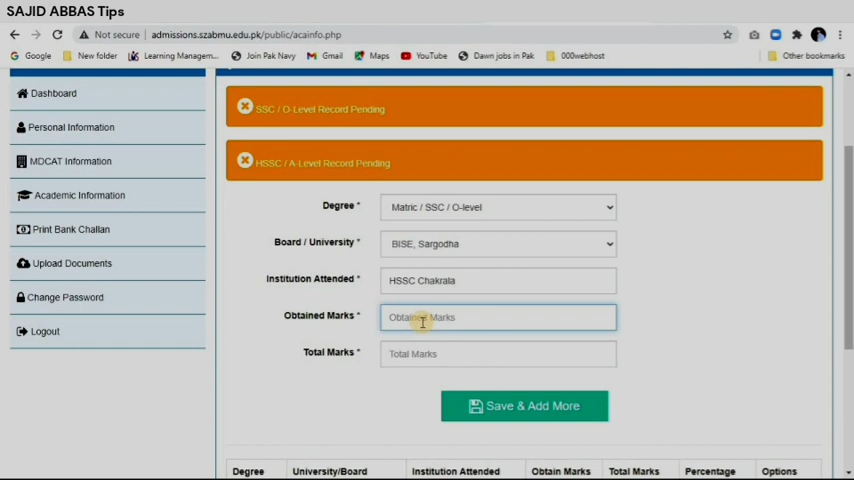 SAJID ABBAS Tips
Not secure | admissions.szabmu.edu.pk/public/acainfo.php
Google New folder Learning Managem... Join Pak Navy Gmail Maps YouTube Dawn jobs in Pak 000webhost Other bookmarks
Dashboard
Personal Information
MDCAT Information
Academic Information
Print Bank Challan
Upload Documents
Change Password
Logout
SSC / O-Level Record Pending
HSSC / A-Level Record Pending
Degree * Matric / SSC / O-level
Board / University * BISE, Sargodha
Institution Attended * HSSC Chakrala
Obtained Marks * Obtained Marks
Total Marks * Total Marks
Save & Add More
Degree University/Board Institution Attended Obtain Marks Total Marks Percentage Options